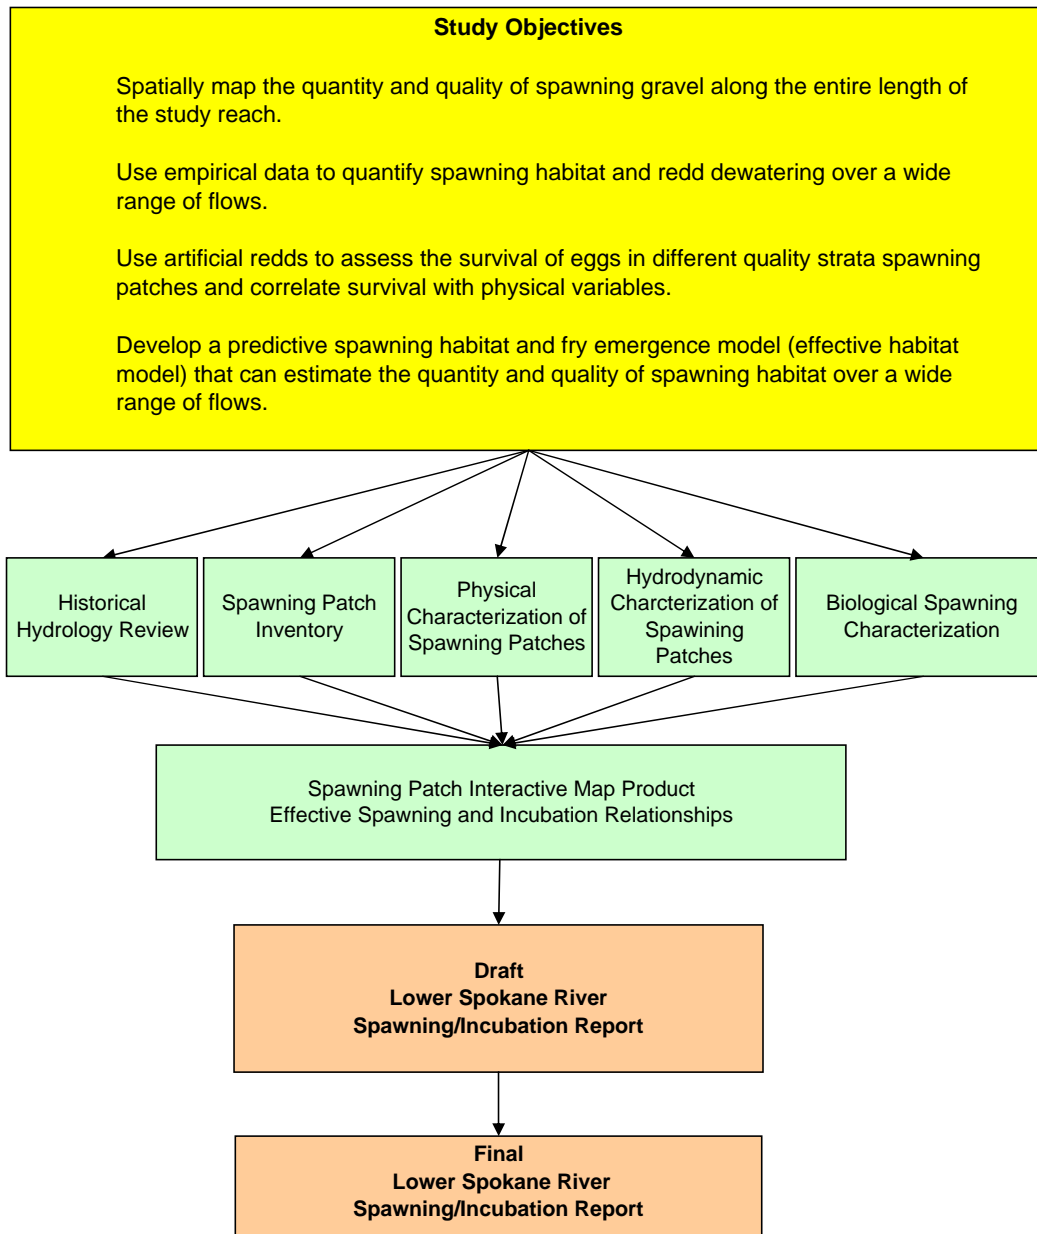 Study Objectives
Spatially map the quantity and quality of spawning gravel along the entire length of
the study reach.
Use empirical data to quantify spawning habitat and redd dewatering over a wide
range of flows.
Use artificial redds to assess the survival of eggs in different quality strata spawning
patches and correlate survival with physical variables.
Develop a predictive spawning habitat and fry emergence model (effective habitat
model) that can estimate the quantity and quality of spawning habitat over a wide
range of flows.
Historical
Hydrology Review
Spawning Patch
Inventory
Physical
Characterization of
Spawning Patches
Hydrodynamic
Charcterization of
Spawining
Patches
Biological Spawning
Characterization
Spawning Patch Interactive Map Product
Effective Spawning and Incubation Relationships
Draft
Lower Spokane River
Spawning/Incubation Report
Final
Lower Spokane River
Spawning/Incubation Report